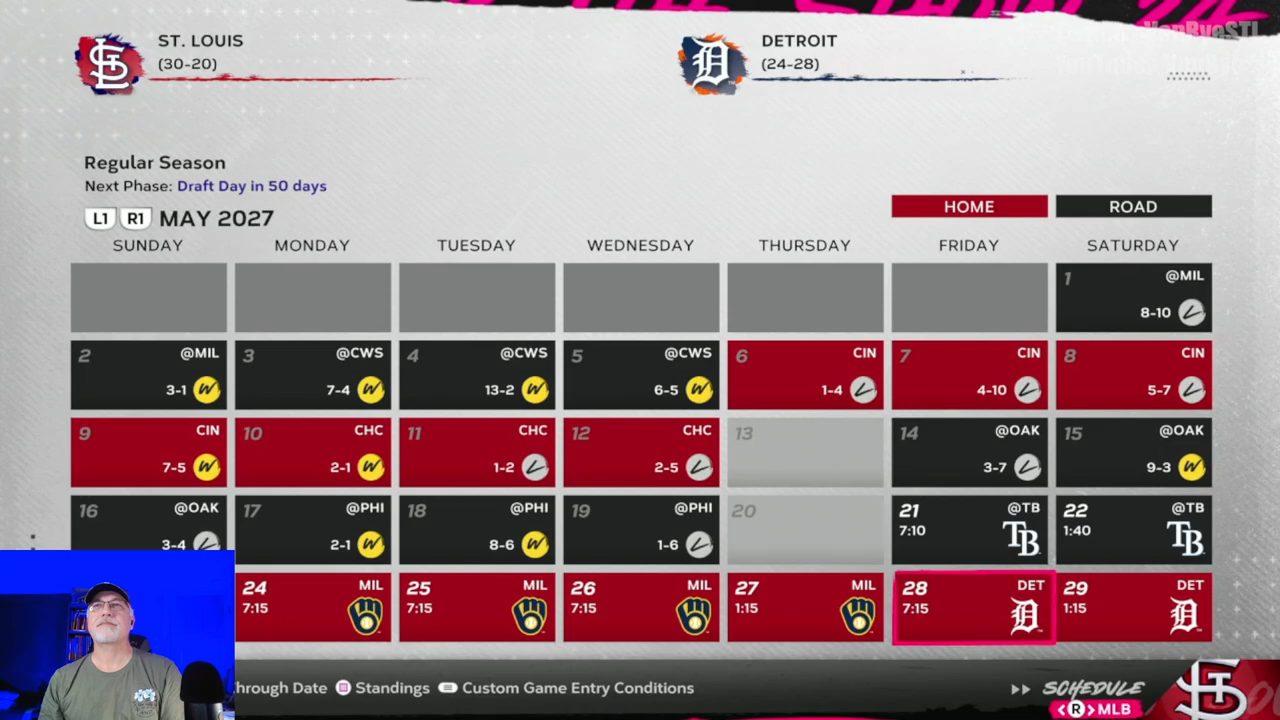 ST. LOUIS
(30-20)
DETROIT
(24-28)
Regular Season
Next Phase: Draft Day in 50 days
L1 R1 MAY 2027
HOME ROAD
SUNDAY MONDAY TUESDAY WEDNESDAY THURSDAY FRIDAY SATURDAY
1 @MIL
8-10 L
2 @MIL 3 @CWS 4 @CWS 5 @CWS 6 CIN 7 CIN 8 CIN
3-1 W 7-4 W 13-2 W 6-5 W 1-4 L 4-10 L 5-7 L
9 CIN 10 CHC 11 CHC 12 CHC 13 14 @OAK 15 @OAK
7-5 W 2-1 W 1-2 L 2-5 L 3-7 L 9-3 W
16 @OAK 17 @PHI 18 @PHI 19 @PHI 20 21 @TB 22 @TB
3-4 L 2-1 W 8-6 W 1-6 L 7:10 TB 1:40 TB
24 MIL 25 MIL 26 MIL 27 MIL 28 DET 29 DET
7:15 7:15 7:15 1:15 7:15 D 1:15 D
hrough Date Standings Custom Game Entry Conditions
SCHEDULE
R MLB